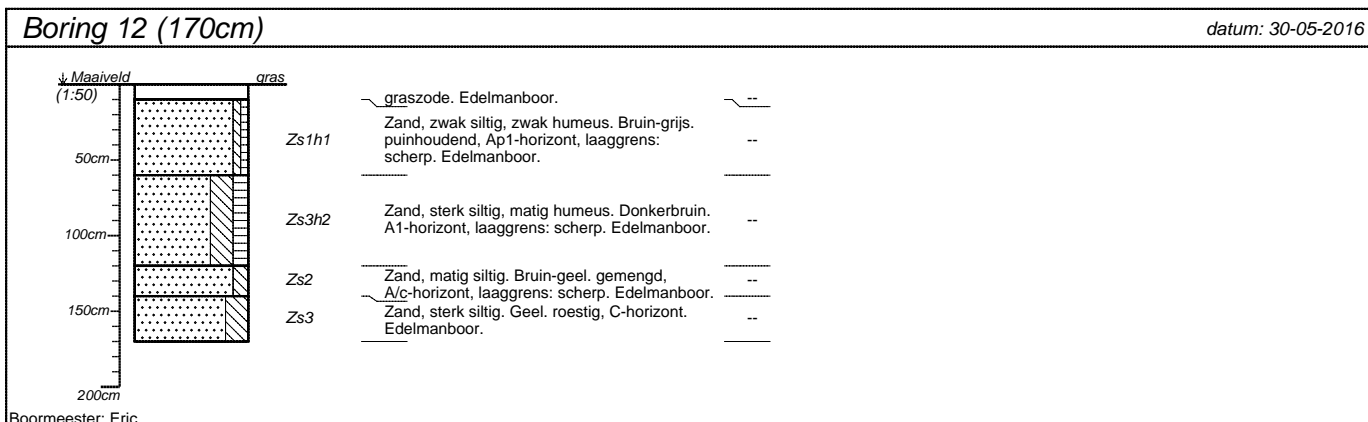 Boring 12 (170cm)
datum: 30-05-2016
Maaiveld
gras
(1:50)
graszode. Edelmanboor.
--
Zs1h1
Zand, zwak siltig, zwak humeus. Bruin-grijs.
puinhoudend, Ap1-horizont, laaggrens:
scherp. Edelmanboor.
--
50cm
Zs3h2
Zand, sterk siltig, matig humeus. Donkerbruin.
A1-horizont, laaggrens: scherp. Edelmanboor.
--
100cm
Zs2
Zand, matig siltig. Bruin-geel. gemengd,
A/c-horizont, laaggrens: scherp. Edelmanboor.
--
150cm
Zs3
Zand, sterk siltig. Geel. roestig, C-horizont.
Edelmanboor.
--
200cm
Boormeester: Eric